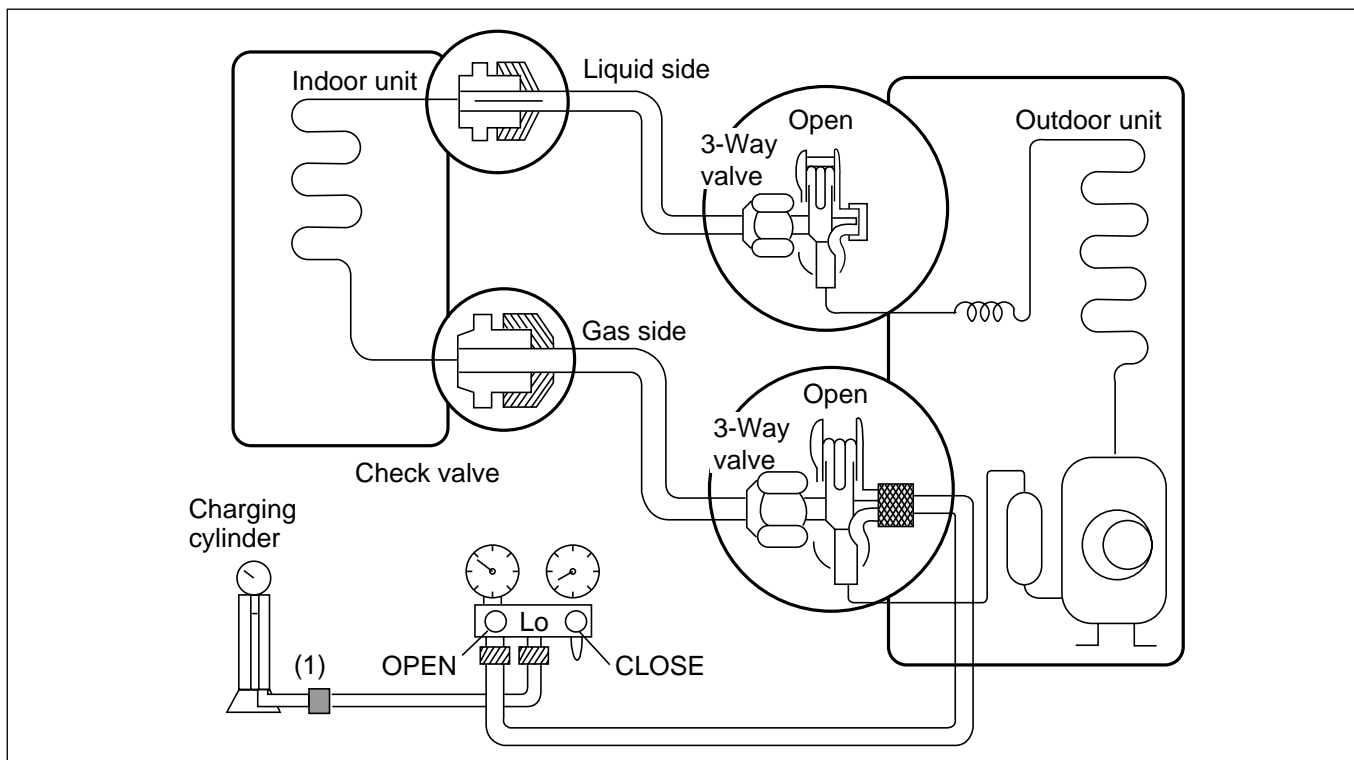 Indoor unit
Liquid side
Open
3-Way
valve
Outdoor unit
Gas side
Open
3-Way
valve
Check valve
Charging
cylinder
Lo
(1)
OPEN
CLOSE